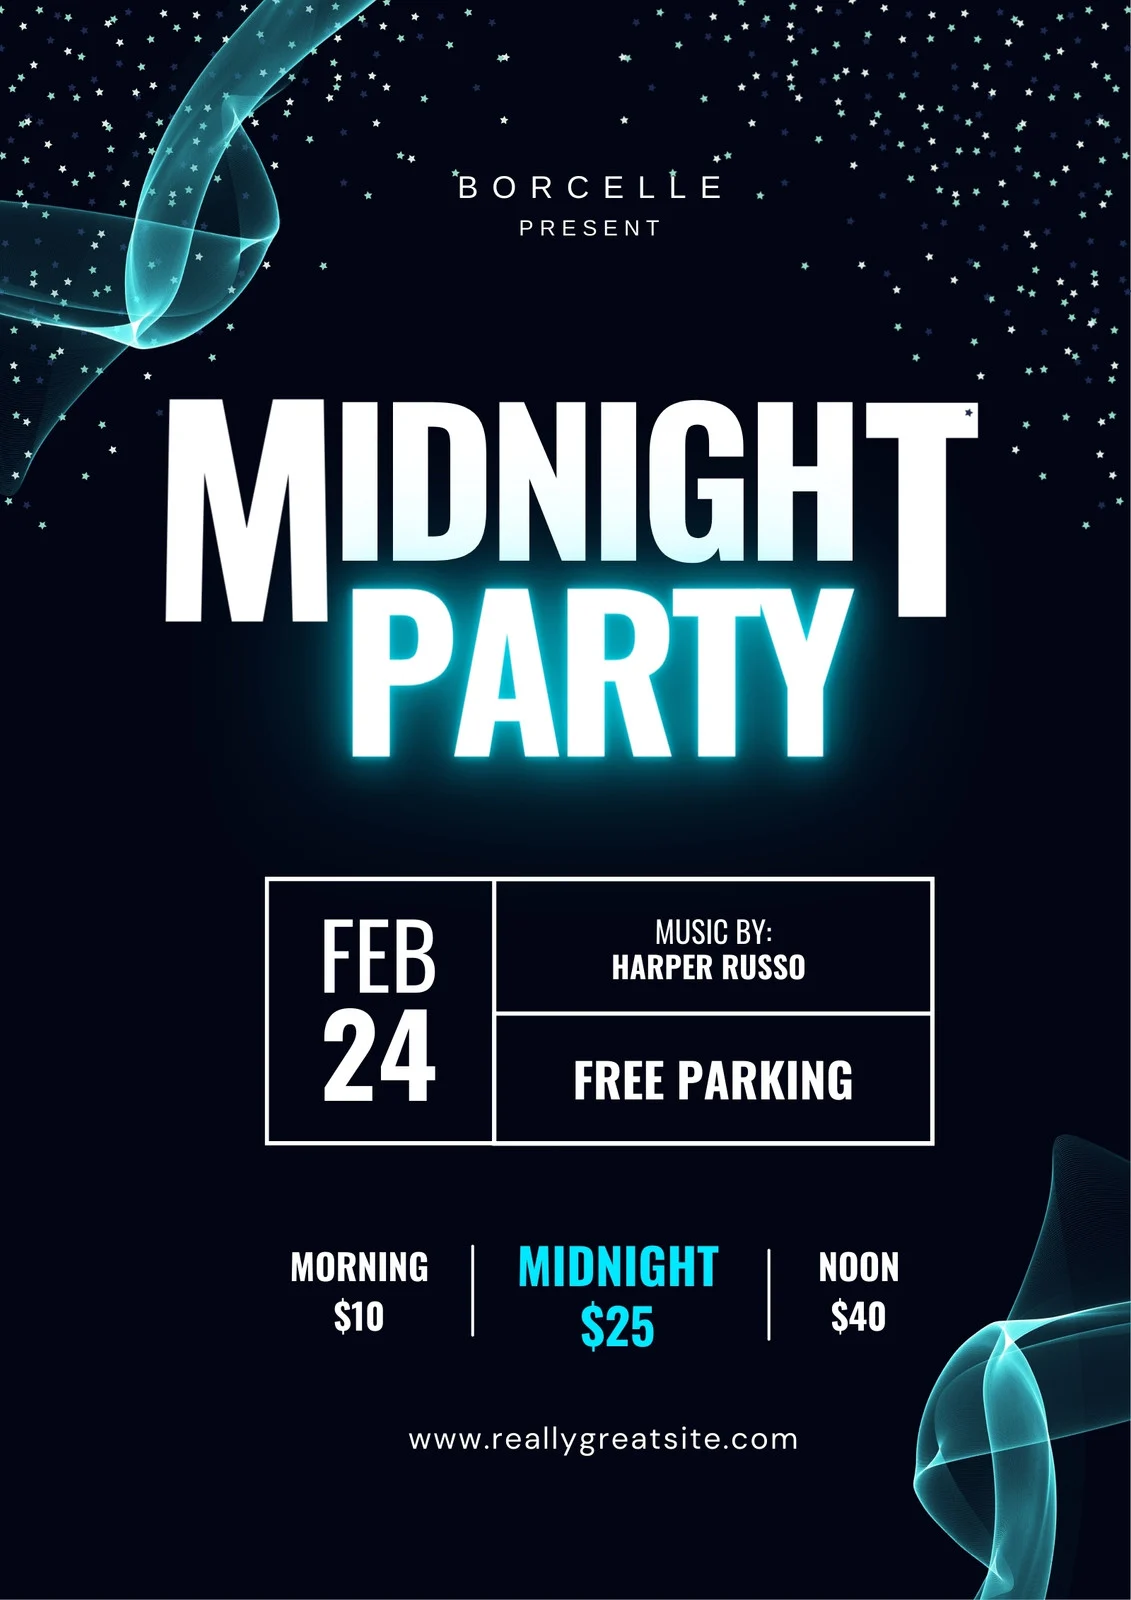 BORCELLE
PRESENT
MIDNIGHT
PARTY
FEB
24
MUSIC BY:
HARPER RUSSO
FREE PARKING
MORNING
$10
MIDNIGHT
$25
NOON
$40
www.reallygreatsite.com